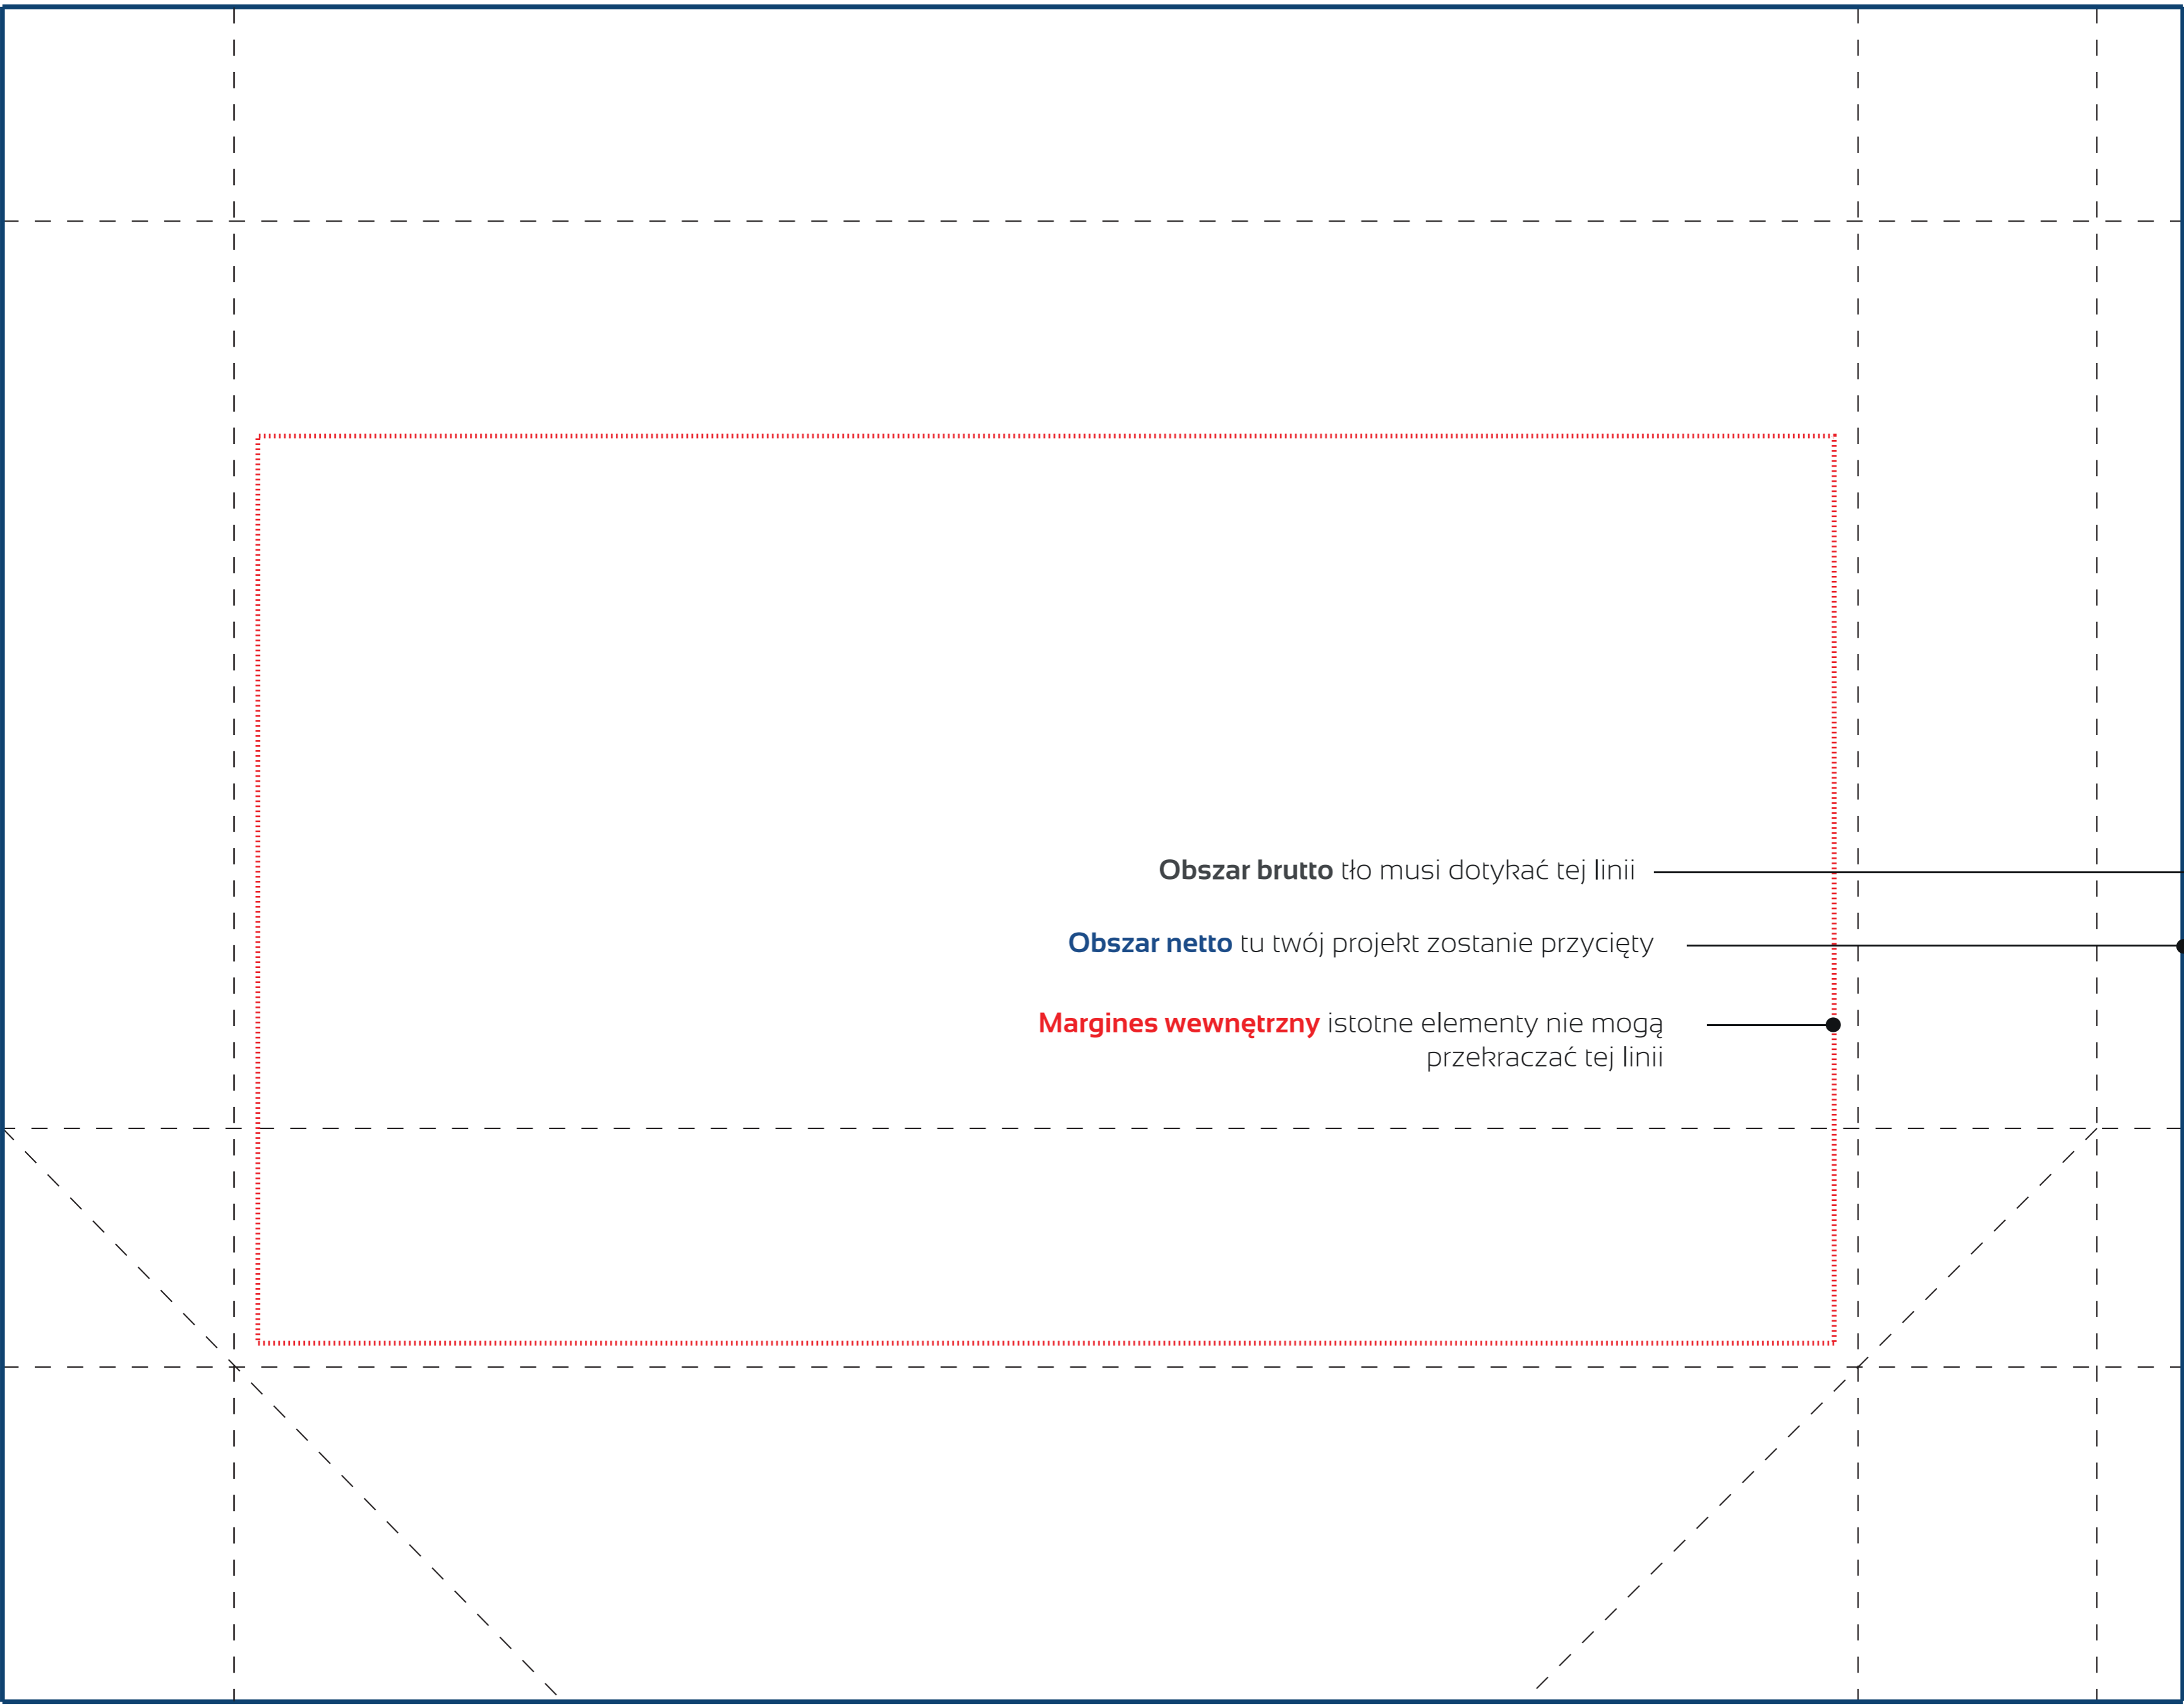 Obszar brutto tło musi dotykać tej linii
Obszar netto tu twój projekt zostanie przycięty
Margines wewnętrzny istotne elementy nie mogą
przekraczać tej linii